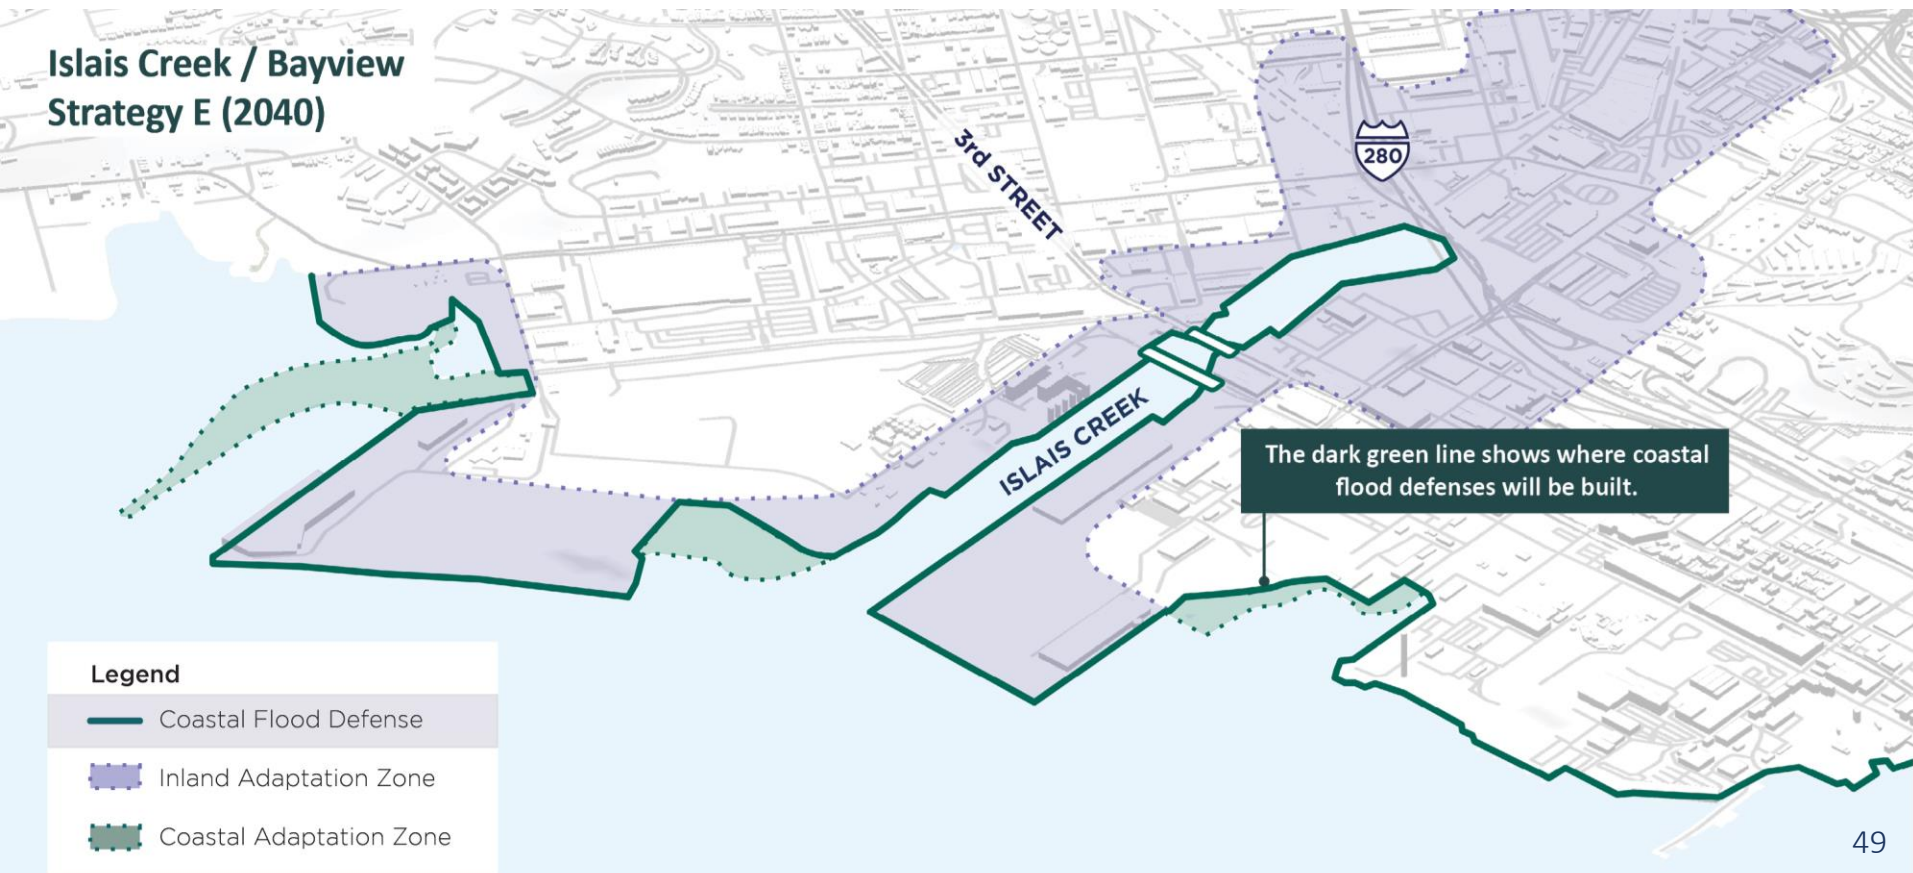 Islais Creek / Bayview
Strategy E (2040)
3rd STREET
280
ISLAIS CREEK
The dark green line shows where coastal
flood defenses will be built.
Legend
Coastal Flood Defense
Inland Adaptation Zone
Coastal Adaptation Zone
49